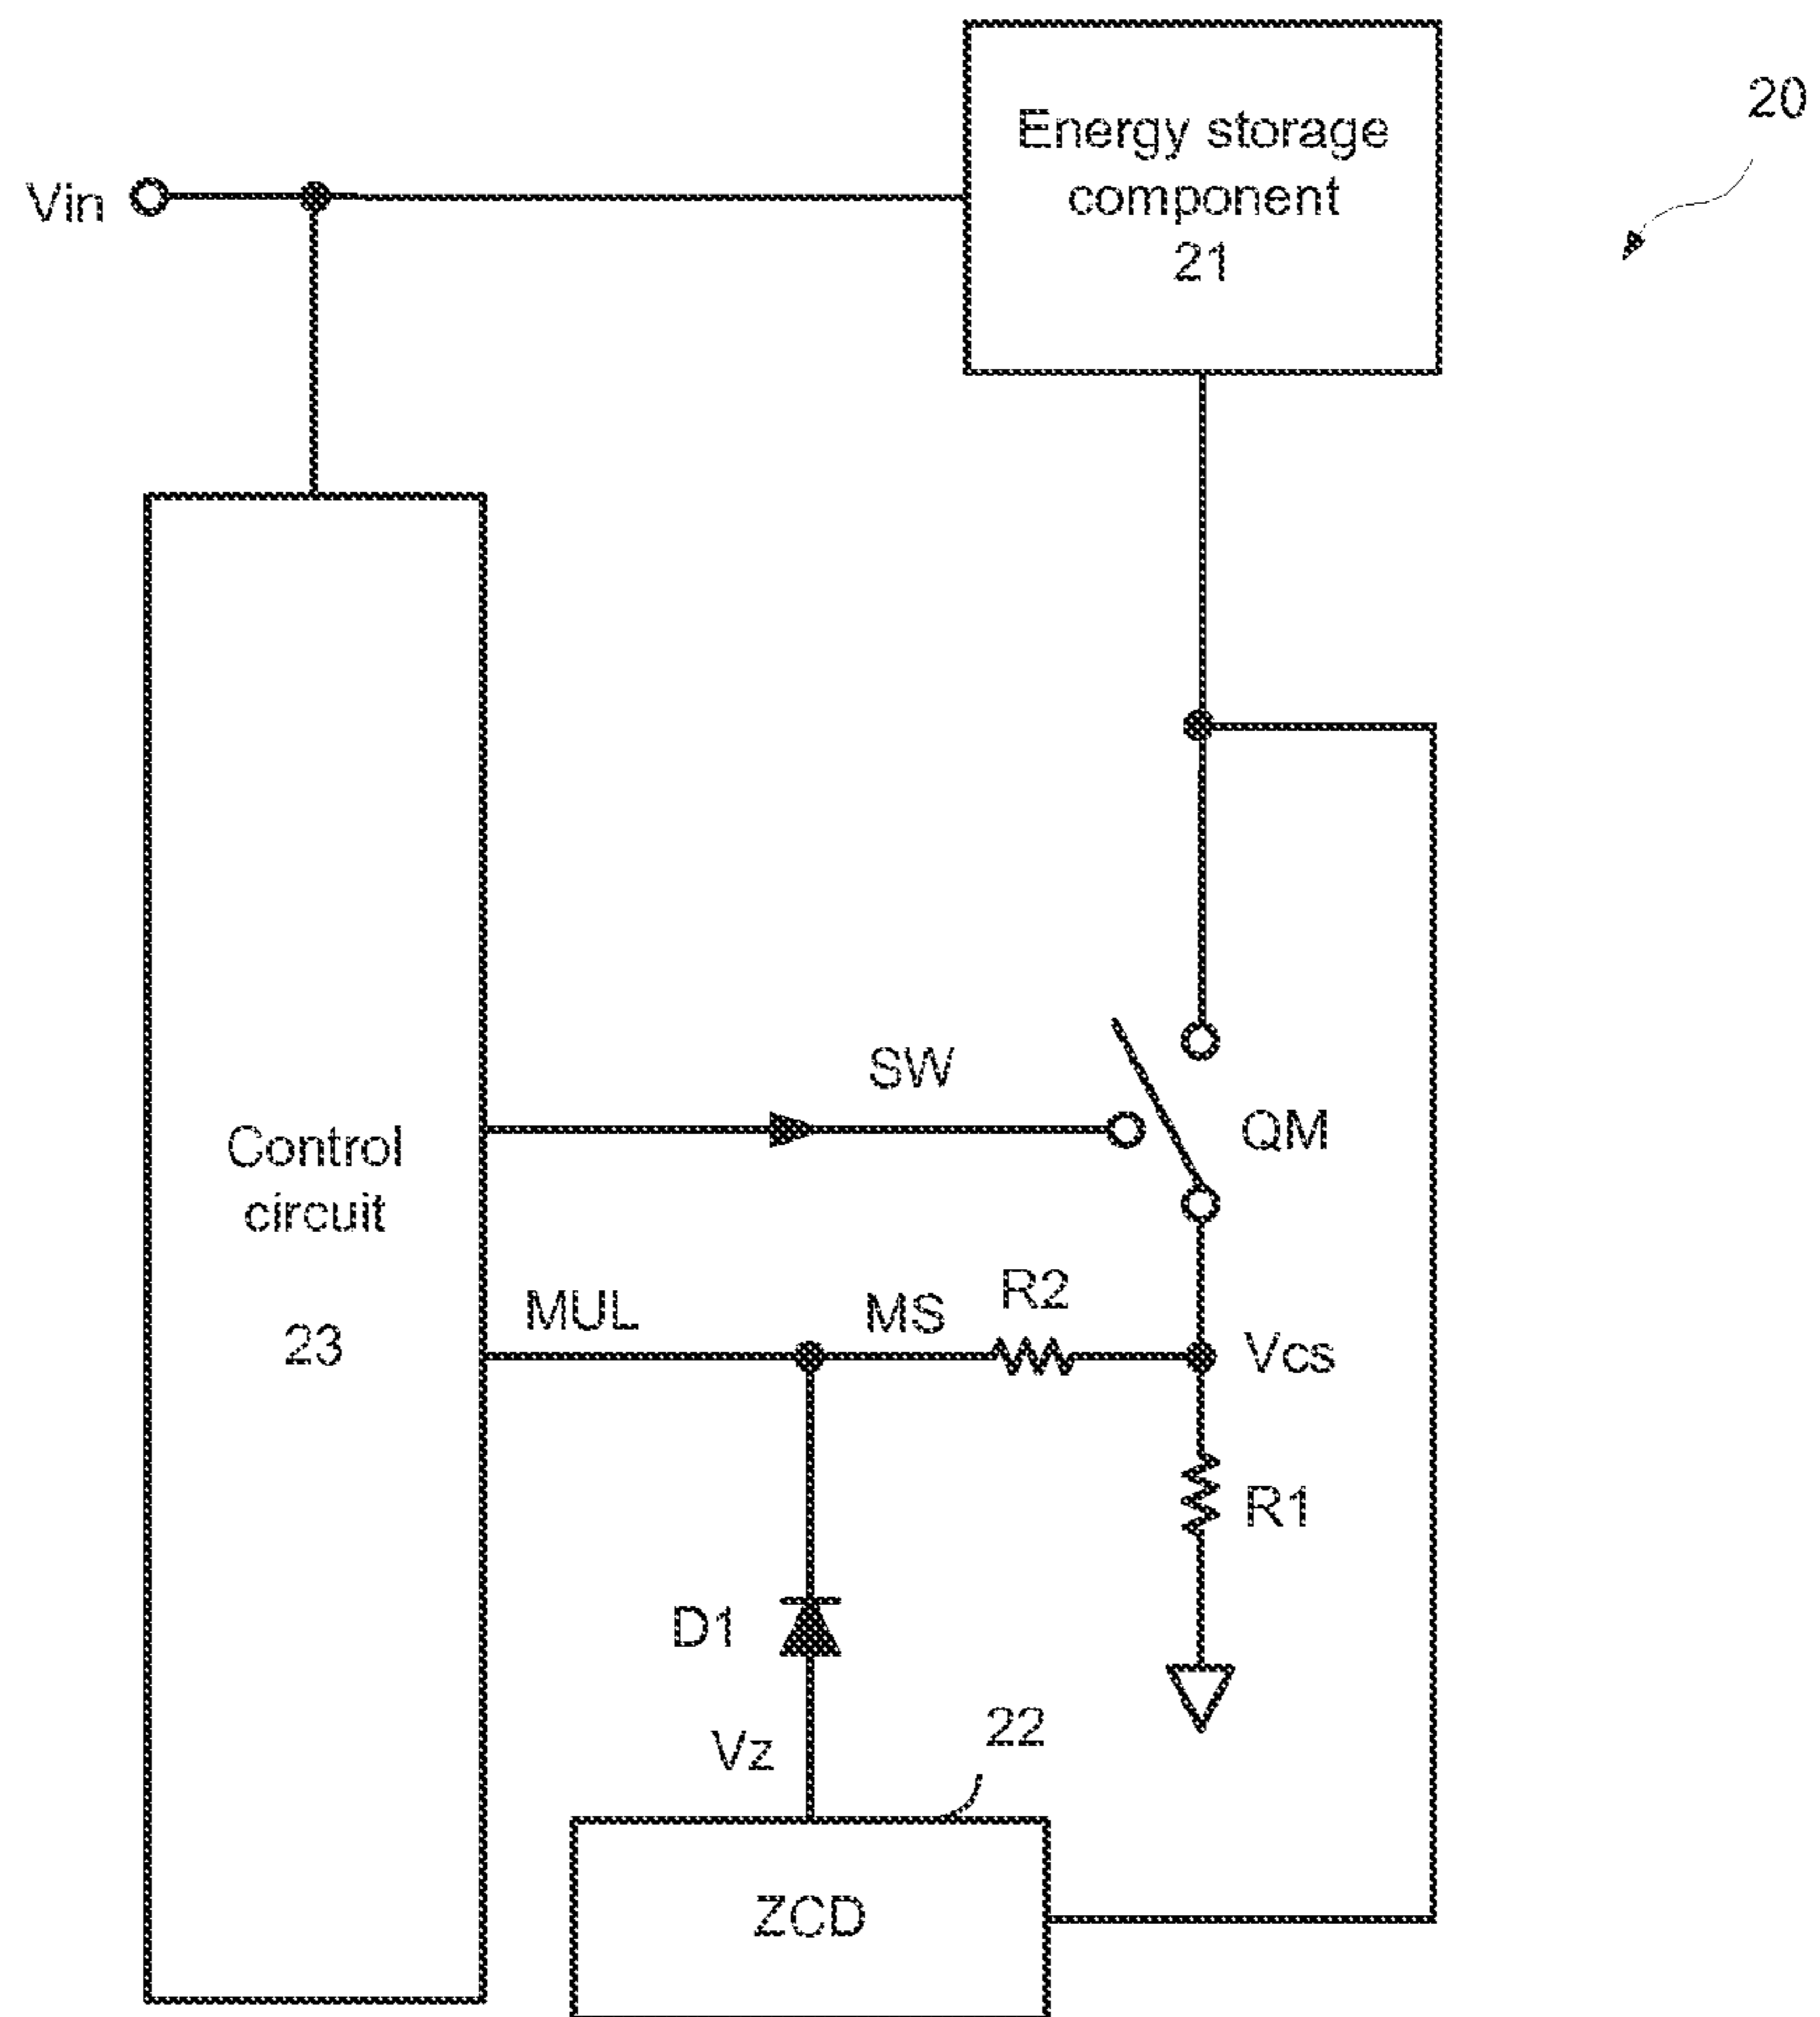 20
Energy storage
component
21
Vin
SW
QM
Control
circuit
23
MUL
MS
R2
Vcs
R1
D1
Vz
22
ZCD